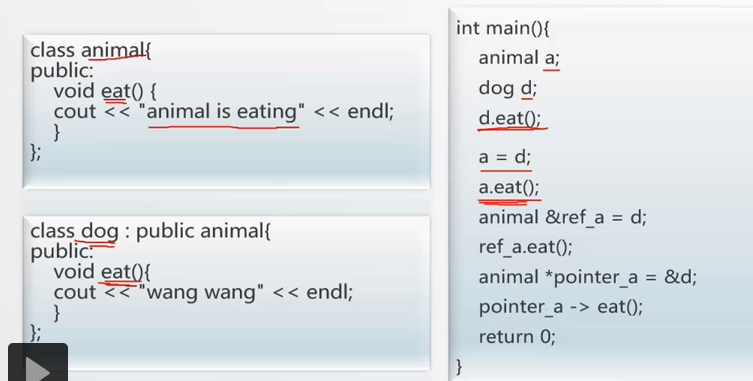 class animal{
public:
void eat() {
cout << "animal is eating" << endl;
}
};
class dog : public animal{
public:
void eat(){
cout << "wang wang" << endl;
}
};
int main(){
animal a;
dog d;
d.eat();
a = d;
a.eat();
animal &ref_a = d;
ref_a.eat();
animal *pointer_a = &d;
pointer_a -> eat();
return 0;
}